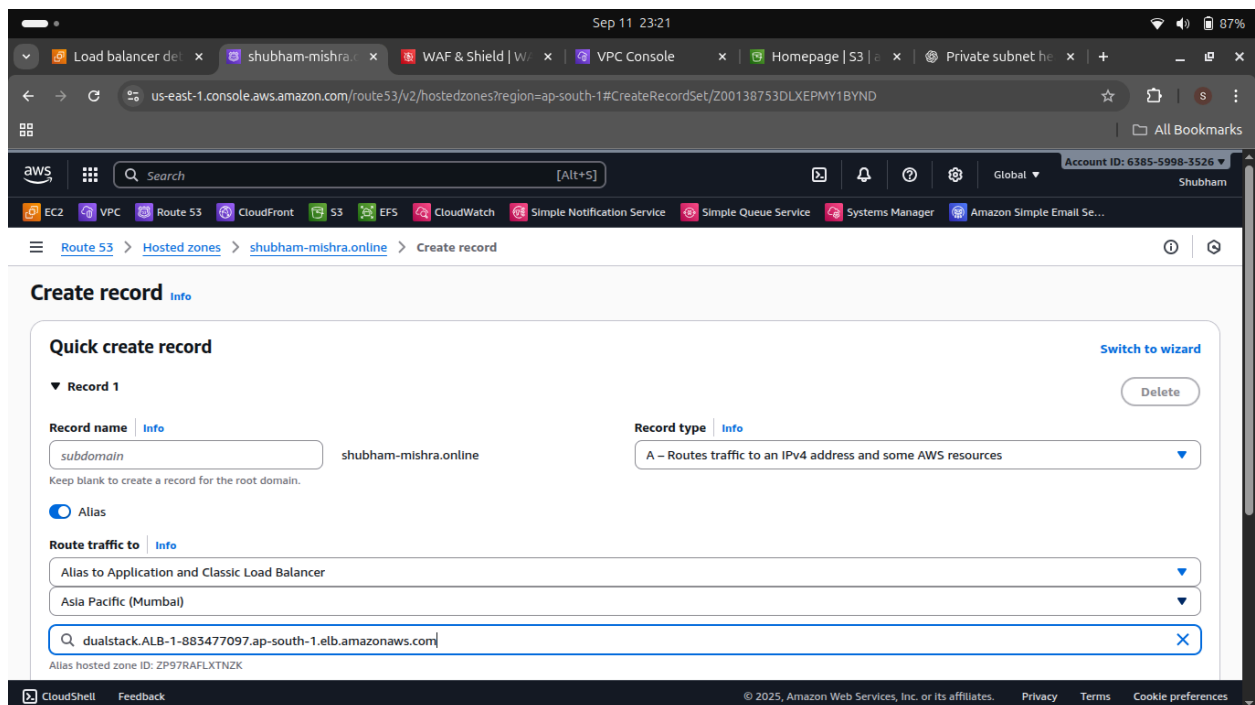 Sep 11 23:21
87%
Load balancer det
shubham-mishra.o
WAF & Shield | WA
VPC Console
Homepage | S3 | a
Private subnet he
us-east-1.console.aws.amazon.com/route53/v2/hostedzones?region=ap-south-1#CreateRecordSet/Z00138753DLXEPMY1BYND
S
All Bookmarks
aws
Search
[Alt+S]
Global
Account ID: 6385-5998-3526
Shubham
EC2 VPC Route 53 CloudFront S3 EFS CloudWatch Simple Notification Service Simple Queue Service Systems Manager Amazon Simple Email Se...
Route 53 > Hosted zones > shubham-mishra.online > Create record
Create record Info
Quick create record
Switch to wizard
Record 1
Delete
Record name Info
Record type Info
subdomain
shubham-mishra.online
A – Routes traffic to an IPv4 address and some AWS resources
Keep blank to create a record for the root domain.
Alias
Route traffic to Info
Alias to Application and Classic Load Balancer
Asia Pacific (Mumbai)
dualstack.ALB-1-883477097.ap-south-1.elb.amazonaws.com
Alias hosted zone ID: ZP97RAFLXTNZK
CloudShell Feedback © 2025, Amazon Web Services, Inc. or its affiliates. Privacy Terms Cookie preferences